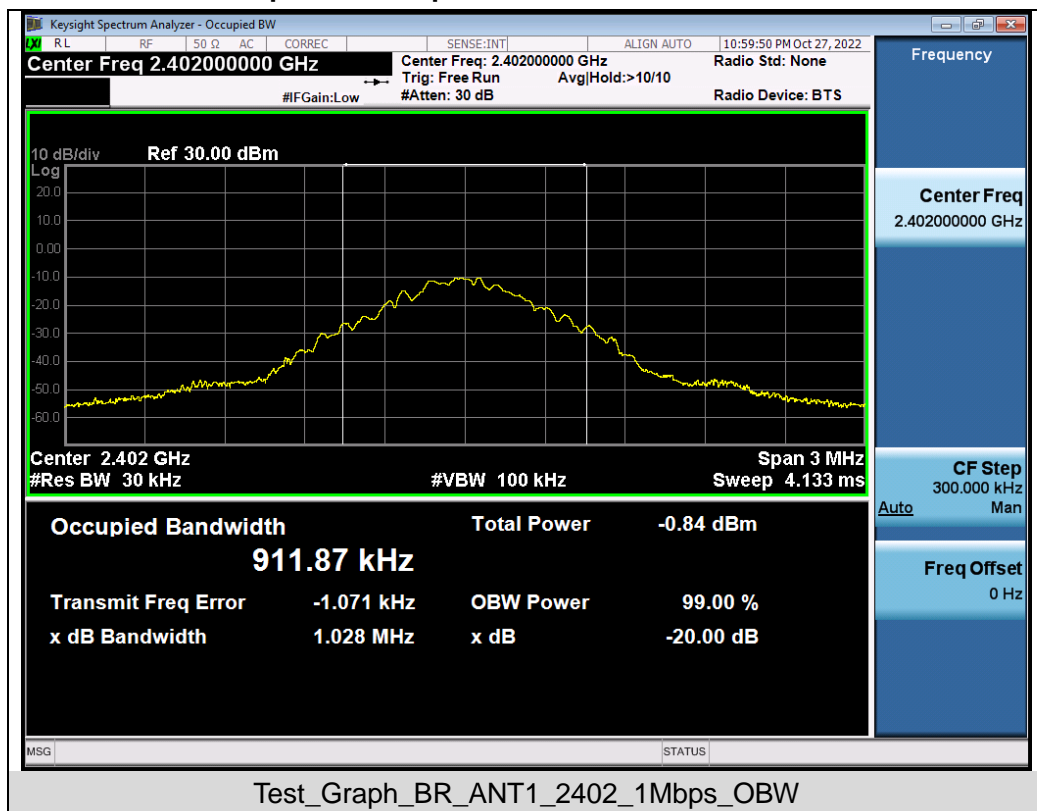 Keysight Spectrum Analyzer - Occupied BW
LXI RL RF 50 Ω AC CORREC SENSE:INT ALIGN AUTO 10:59:50 PM Oct 27, 2022
Center Freq 2.402000000 GHz Center Freq: 2.402000000 GHz Radio Std: None
Trig: Free Run Avg|Hold:>10/10
#IFGain:Low #Atten: 30 dB Radio Device: BTS
Frequency
10 dB/div Ref 30.00 dBm
Log
20.0
10.0
0.00
-10.0
-20.0
-30.0
-40.0
-50.0
-60.0
Center 2.402 GHz Span 3 MHz
#Res BW 30 kHz #VBW 100 kHz Sweep 4.133 ms
Center Freq
2.402000000 GHz
CF Step
300.000 kHz
Auto Man
Freq Offset
0 Hz
Occupied Bandwidth Total Power -0.84 dBm
911.87 kHz
Transmit Freq Error -1.071 kHz OBW Power 99.00 %
x dB Bandwidth 1.028 MHz x dB -20.00 dB
MSG STATUS
Test_Graph_BR_ANT1_2402_1Mbps_OBW